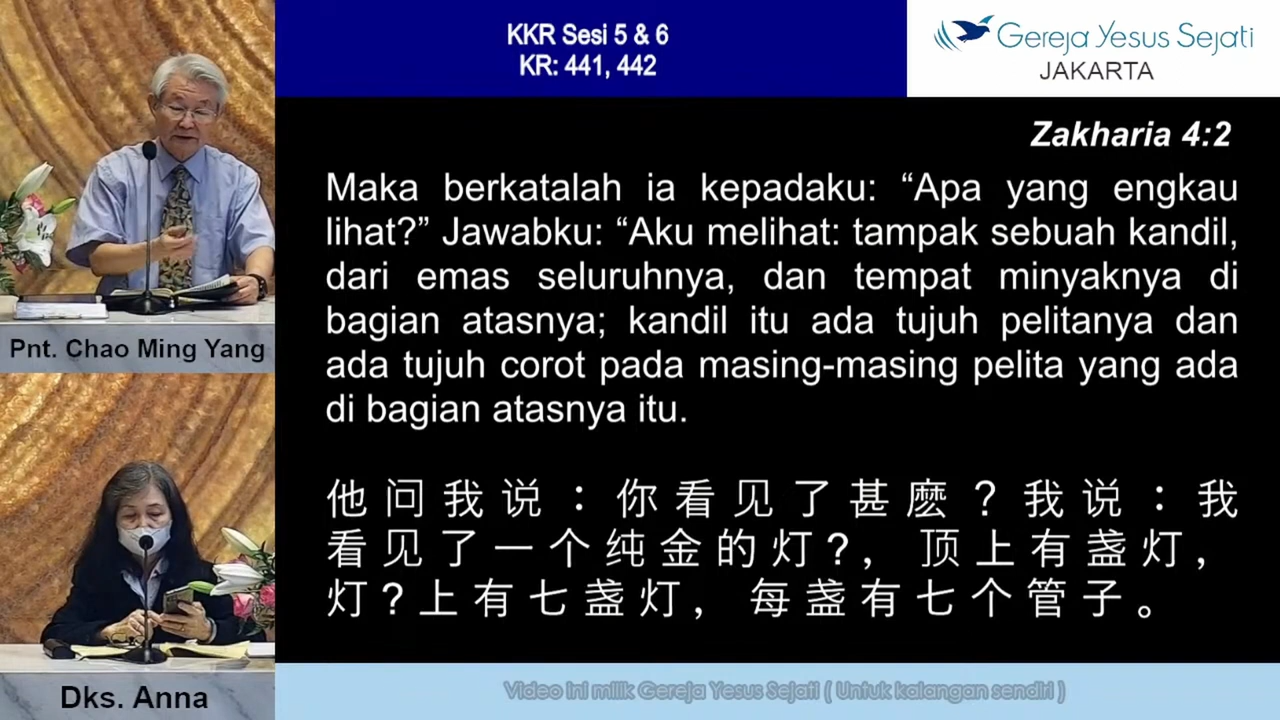 KKR Sesi 5 & 6
KR: 441, 442
Gereja Yesus Sejati
JAKARTA
Zakharia 4:2
Maka berkatalah ia kepadaku: “Apa yang engkau
lihat?” Jawabku: “Aku melihat: tampak sebuah kandil,
dari emas seluruhnya, dan tempat minyaknya di
bagian atasnya; kandil itu ada tujuh pelitanya dan
ada tujuh corot pada masing-masing pelita yang ada
di bagian atasnya itu.
他问我说：你看见了甚麽？我说：我
看见了一个纯金的灯?，顶上有盏灯，
灯?上有七盏灯，每盏有七个管子。
Pnt. Chao Ming Yang
Dks. Anna
Video ini milik Gereja Yesus Sejati ( Untuk kalangan sendiri )